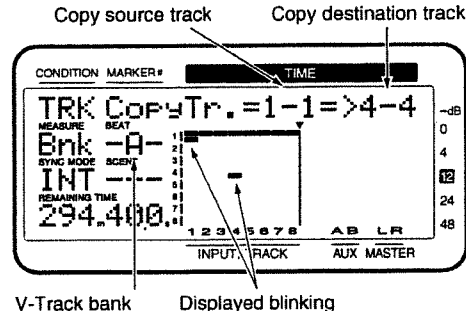 Copy source track
Copy destination track
CONDITION MARKER# TIME
TRK CopyTr.=1-1=>4-4
MEASURE BEAT
Bnk -A-
SYNC MODE SCENT
INT ---
REMAINING TIME
294m400.
1
2
3
4
5
6
7
8
1 2 3 4 5 6 7 8 AB LR
INPUT/TRACK AUX MASTER
-dB
0
4
12
24
48
V-Track bank
Displayed blinking